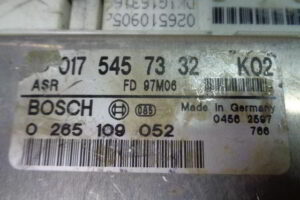 017 545 73 32 K02
ASR FD 97M06
BOSCH 085 Made in Germany
0456 2597
0 265 109 052 766